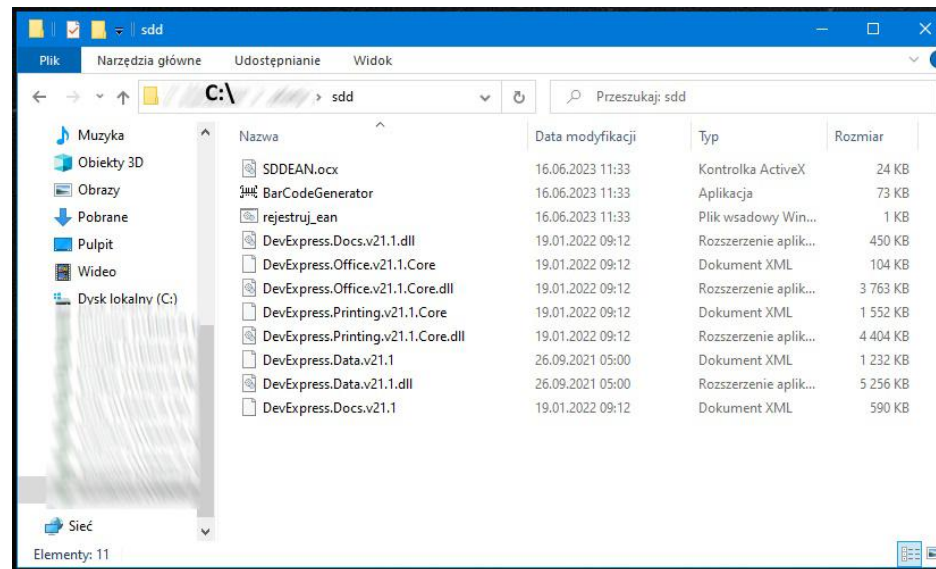 sdd
Plik Narzędzia główne Udostępnianie Widok
C:\ sdd Przeszukaj: sdd
Muzyka
Obiekty 3D
Obrazy
Pobrane
Pulpit
Wideo
Dysk lokalny (C:)
Sieć
Nazwa Data modyfikacji Typ Rozmiar
SDDEAN.ocx 16.06.2023 11:33 Kontrolka ActiveX 24 KB
BarCodeGenerator 16.06.2023 11:33 Aplikacja 73 KB
rejestruj_ean 16.06.2023 11:33 Plik wsadowy Win... 1 KB
DevExpress.Docs.v21.1.dll 19.01.2022 09:12 Rozszerzenie aplik... 450 KB
DevExpress.Office.v21.1.Core 19.01.2022 09:12 Dokument XML 104 KB
DevExpress.Office.v21.1.Core.dll 19.01.2022 09:12 Rozszerzenie aplik... 3 763 KB
DevExpress.Printing.v21.1.Core 19.01.2022 09:12 Dokument XML 1 552 KB
DevExpress.Printing.v21.1.Core.dll 19.01.2022 09:12 Rozszerzenie aplik... 4 404 KB
DevExpress.Data.v21.1 26.09.2021 05:00 Dokument XML 1 232 KB
DevExpress.Data.v21.1.dll 26.09.2021 05:00 Rozszerzenie aplik... 5 256 KB
DevExpress.Docs.v21.1 19.01.2022 09:12 Dokument XML 590 KB
Elementy: 11